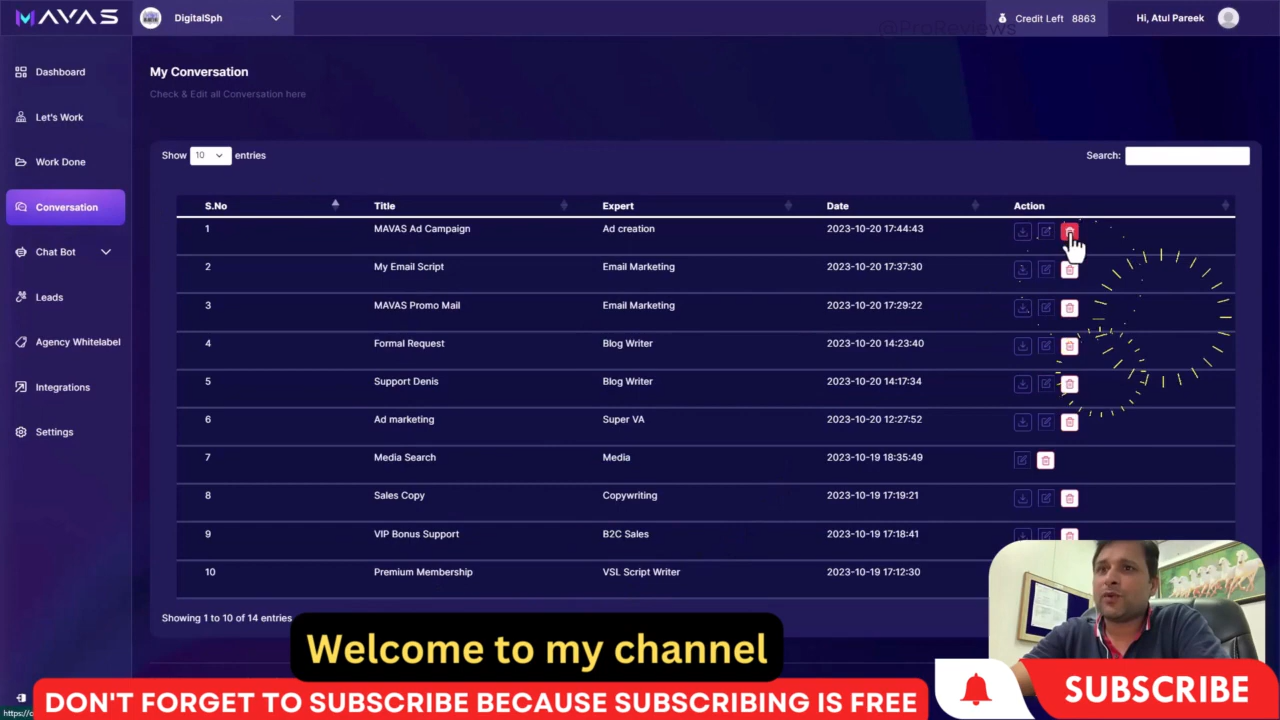 MAVAS
DigitalSph
@ProReviews
Credit Left 8863
Hi, Atul Pareek
Dashboard
Let's Work
Work Done
Conversation
Chat Bot
Leads
Agency Whitelabel
Integrations
Settings
My Conversation
Check & Edit all Conversation here
Show 10 entries
Search:
S.No Title Expert Date Action
1 MAVAS Ad Campaign Ad creation 2023-10-20 17:44:43
2 My Email Script Email Marketing 2023-10-20 17:37:30
3 MAVAS Promo Mail Email Marketing 2023-10-20 17:29:22
4 Formal Request Blog Writer 2023-10-20 14:23:40
5 Support Denis Blog Writer 2023-10-20 14:17:34
6 Ad marketing Super VA 2023-10-20 12:27:52
7 Media Search Media 2023-10-19 18:35:49
8 Sales Copy Copywriting 2023-10-19 17:19:21
9 VIP Bonus Support B2C Sales 2023-10-19 17:18:41
10 Premium Membership VSL Script Writer 2023-10-19 17:12:30
Showing 1 to 10 of 14 entries
Welcome to my channel
DON'T FORGET TO SUBSCRIBE BECAUSE SUBSCRIBING IS FREE
SUBSCRIBE